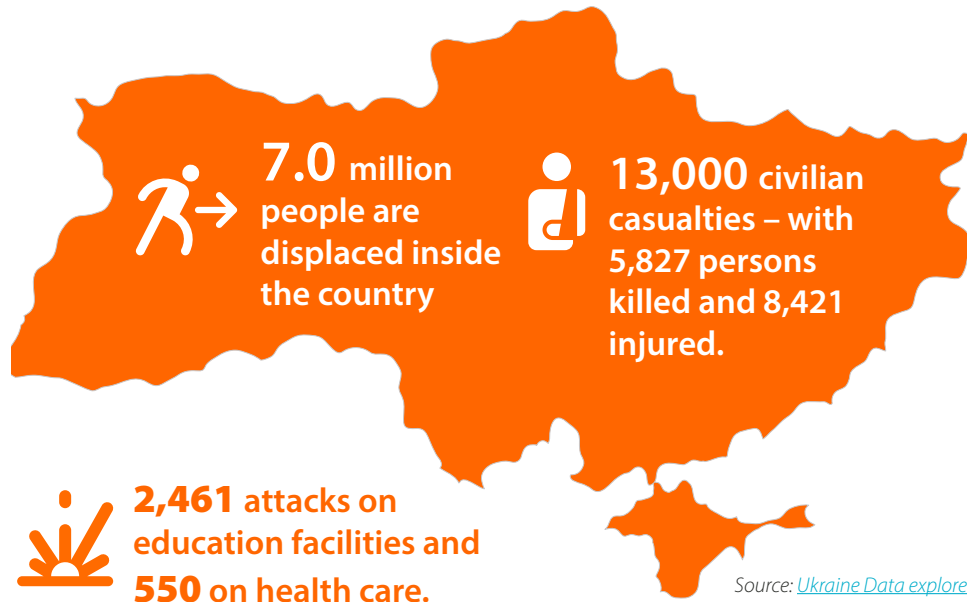 7.0 million
people are
displaced inside
the country
13,000 civilian
casualties – with
5,827 persons
killed and 8,421
injured.
2,461 attacks on
education facilities and
550 on health care.
Source: Ukraine Data explore